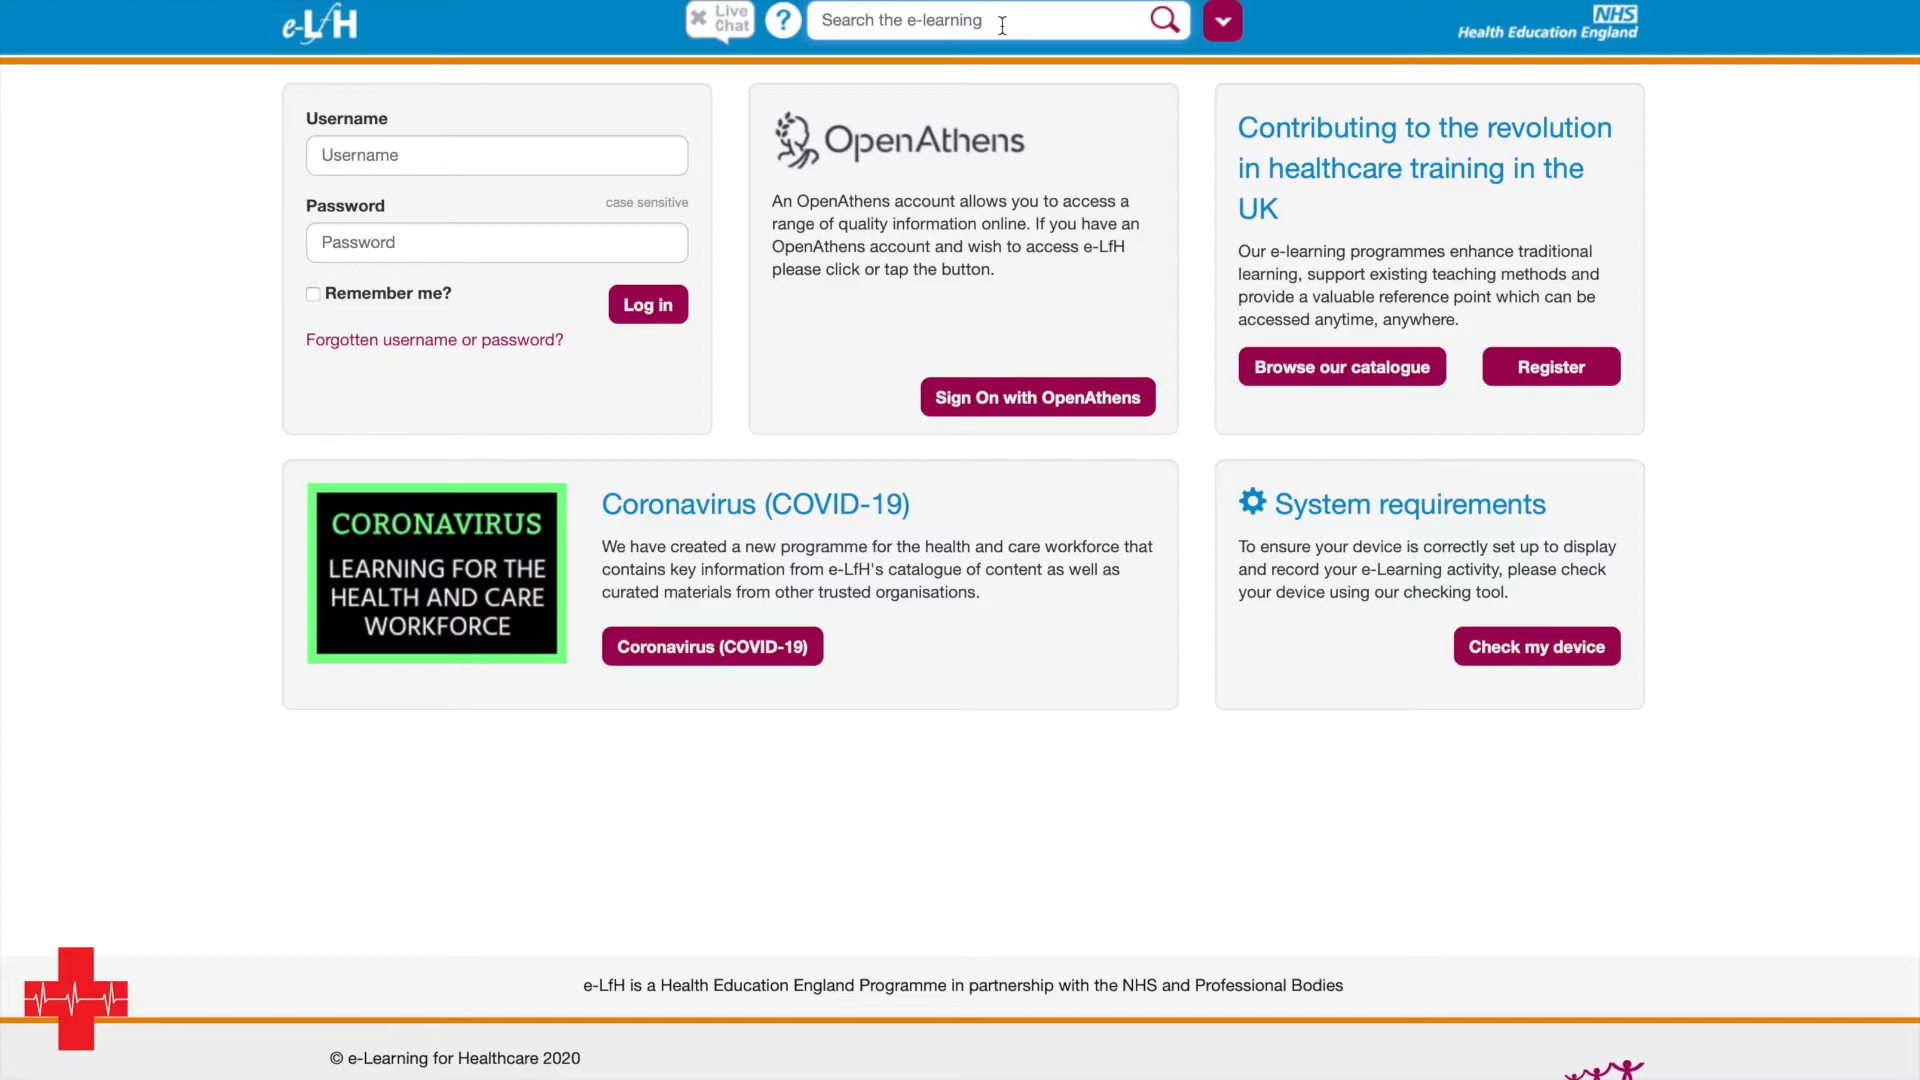 e-LfH
Live
Chat
?
Search the e-learning
NHS
Health Education England
Username
Username
Password
case sensitive
Password
Remember me?
Log in
Forgotten username or password?
OpenAthens
An OpenAthens account allows you to access a
range of quality information online. If you have an
OpenAthens account and wish to access e-LfH
please click or tap the button.
Sign On with OpenAthens
Contributing to the revolution
in healthcare training in the
UK
Our e-learning programmes enhance traditional
learning, support existing teaching methods and
provide a valuable reference point which can be
accessed anytime, anywhere.
Browse our catalogue
Register
CORONAVIRUS
LEARNING FOR THE
HEALTH AND CARE
WORKFORCE
Coronavirus (COVID-19)
We have created a new programme for the health and care workforce that
contains key information from e-LfH's catalogue of content as well as
curated materials from other trusted organisations.
Coronavirus (COVID-19)
System requirements
To ensure your device is correctly set up to display
and record your e-Learning activity, please check
your device using our checking tool.
Check my device
e-LfH is a Health Education England Programme in partnership with the NHS and Professional Bodies
© e-Learning for Healthcare 2020